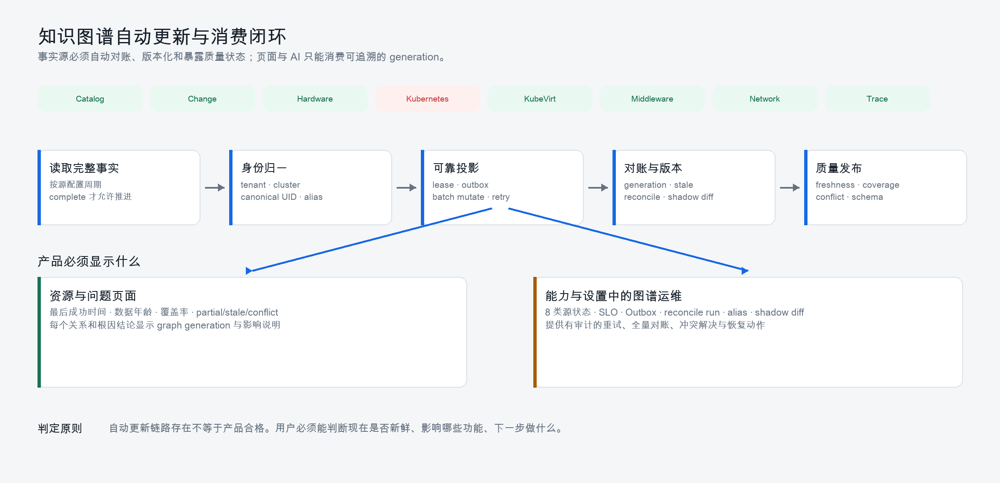 知识图谱自动更新与消费闭环
事实源必须自动对账、版本化和暴露质量状态；页面与 AI 只能消费可追溯的 generation。
Catalog
Change
Hardware
Kubernetes
KubeVirt
Middleware
Network
Trace
读取完整事实
按源配置周期
complete 才允许推进
身份归一
tenant · cluster
canonical UID · alias
可靠投影
lease · outbox
batch mutate · retry
对账与版本
generation · stale
reconcile · shadow diff
质量发布
freshness · coverage
conflict · schema
产品必须显示什么
资源与问题页面
最后成功时间 · 数据年龄 · 覆盖率 · partial/stale/conflict
每个关系和根因结论显示 graph generation 与影响说明
能力与设置中的图谱运维
8 类源状态 · SLO · Outbox · reconcile run · alias · shadow diff
提供有审计的重试、全量对账、冲突解决与恢复动作
判定原则
自动更新链路存在不等于产品合格。用户必须能判断现在是否新鲜、影响哪些功能、下一步做什么。